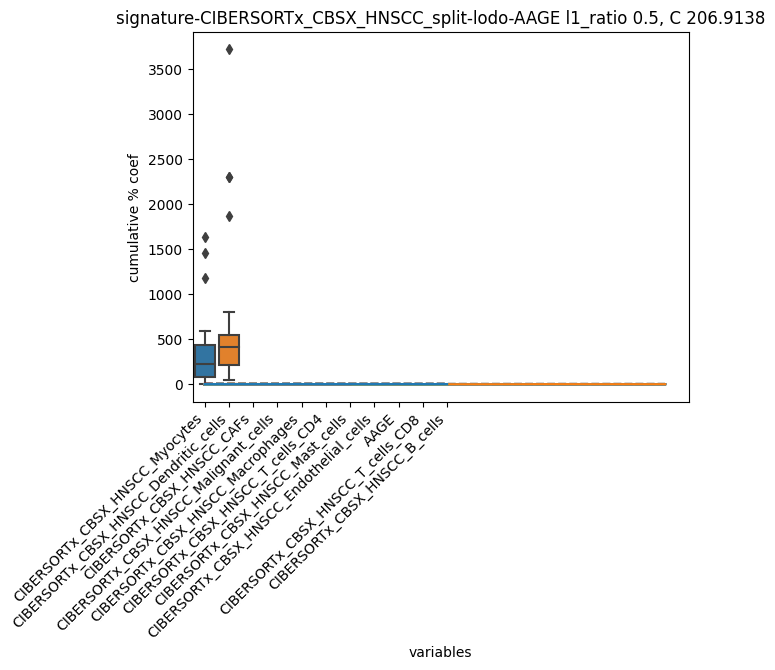 signature-CIBERSORTx_CBSX_HNSCC_split-lodo-AAGE l1_ratio 0.5, C 206.9138
cumulative % coef
3500
3000
2500
2000
1500
1000
500
0
CIBERSORTx_CBSX_HNSCC_Myocytes
CIBERSORTx_CBSX_HNSCC_Dendritic_cells
CIBERSORTx_CBSX_HNSCC_CAFs
CIBERSORTx_CBSX_HNSCC_Malignant_cells
CIBERSORTx_CBSX_HNSCC_Macrophages
CIBERSORTx_CBSX_HNSCC_T_cells_CD4
CIBERSORTx_CBSX_HNSCC_Mast_cells
CIBERSORTx_CBSX_HNSCC_Endothelial_cells
AAGE
CIBERSORTx_CBSX_HNSCC_T_cells_CD8
CIBERSORTx_CBSX_HNSCC_B_cells
variables